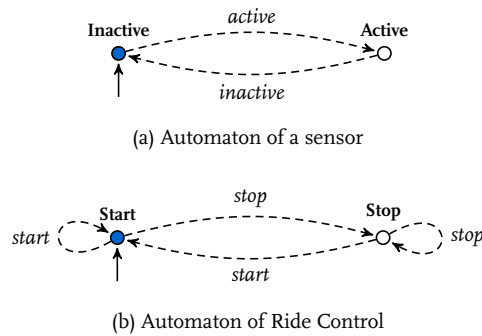 active
Inactive
Active
inactive
(a) Automaton of a sensor
stop
Start
Stop
start
stop
start
(b) Automaton of Ride Control